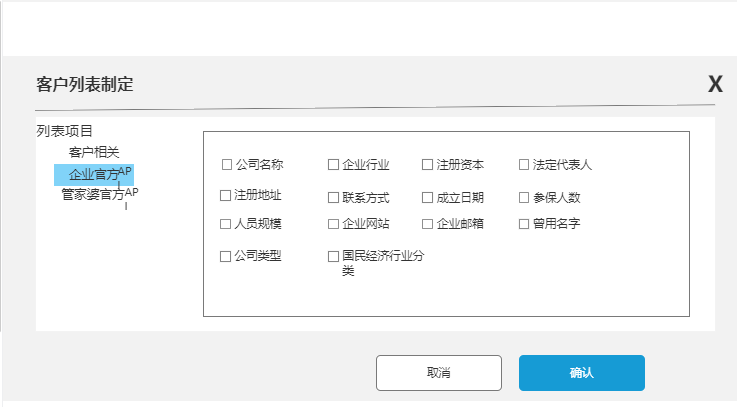 客户列表制定
X
列表项目
客户相关
企业官方API
管家婆官方API
公司名称 企业行业 注册资本 法定代表人
注册地址 联系方式 成立日期 参保人数
人员规模 企业网站 企业邮箱 曾用名字
公司类型 国民经济行业分
类
取消 确认